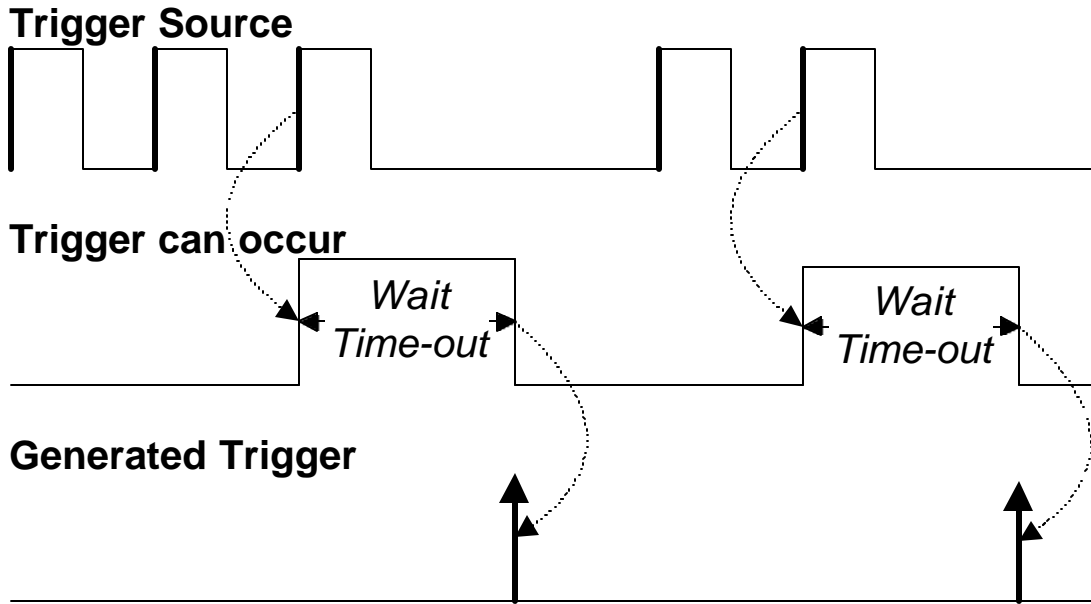 Trigger Source
Trigger can occur
Wait
Time-out
Wait
Time-out
Generated Trigger